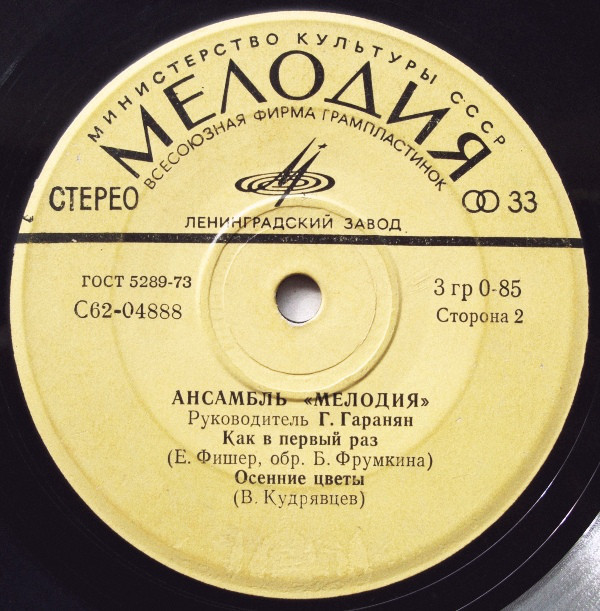 МИНИСТЕРСТВО КУЛЬТУРЫ СССР
МЕЛОДИЯ
ВСЕСОЮЗНАЯ ФИРМА ГРАМПЛАСТИНОК
СТЕРЕО
33
ЛЕНИНГРАДСКИЙ ЗАВОД
ГОСТ 5289-73
3 гр 0-85
С62-04888
Сторона 2
АНСАМБЛЬ «МЕЛОДИЯ»
Руководитель Г. Гаранян
Как в первый раз
(Е. Фишер, обр. Б. Фрумкина)
Осенние цветы
(В. Кудрявцев)